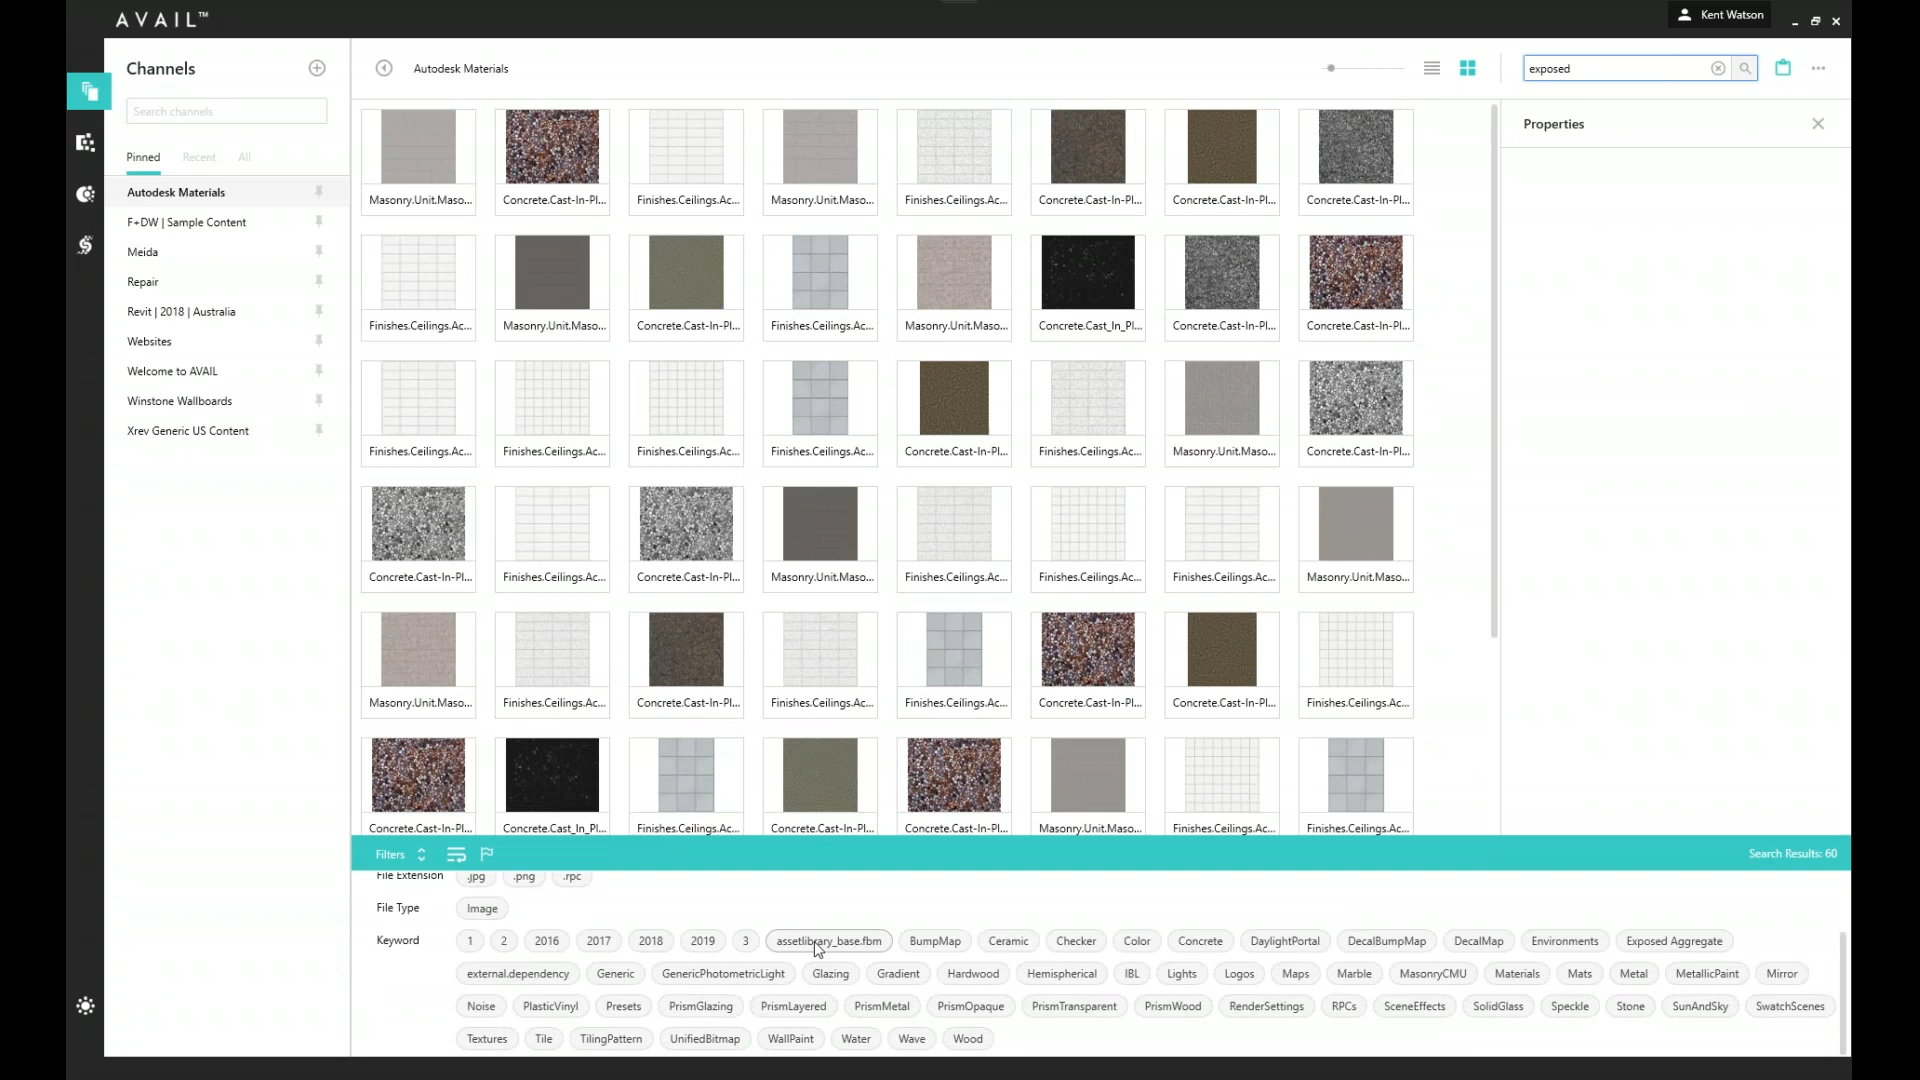 AVAIL™
Kent Watson
Channels
Search channels
Pinned Recent All
Autodesk Materials
F+DW | Sample Content
Meida
Repair
Revit | 2018 | Australia
Websites
Welcome to AVAIL
Winstone Wallboards
Xrev Generic US Content
Autodesk Materials
exposed
Properties
Masonry.Unit.Maso... Concrete.Cast-In-Pl... Finishes.Ceilings.Ac... Masonry.Unit.Maso... Finishes.Ceilings.Ac... Concrete.Cast-In-Pl... Concrete.Cast-In-Pl... Concrete.Cast-In-Pl...
Finishes.Ceilings.Ac... Masonry.Unit.Maso... Concrete.Cast-In-Pl... Finishes.Ceilings.Ac... Masonry.Unit.Maso... Concrete.Cast_In_Pl... Concrete.Cast-In-Pl... Concrete.Cast-In-Pl...
Finishes.Ceilings.Ac... Finishes.Ceilings.Ac... Finishes.Ceilings.Ac... Finishes.Ceilings.Ac... Concrete.Cast-In-Pl... Finishes.Ceilings.Ac... Masonry.Unit.Maso... Concrete.Cast-In-Pl...
Concrete.Cast-In-Pl... Finishes.Ceilings.Ac... Concrete.Cast-In-Pl... Masonry.Unit.Maso... Finishes.Ceilings.Ac... Finishes.Ceilings.Ac... Finishes.Ceilings.Ac... Masonry.Unit.Maso...
Masonry.Unit.Maso... Finishes.Ceilings.Ac... Concrete.Cast-In-Pl... Finishes.Ceilings.Ac... Finishes.Ceilings.Ac... Concrete.Cast-In-Pl... Concrete.Cast-In-Pl... Finishes.Ceilings.Ac...
Concrete.Cast-In-Pl... Concrete.Cast_In_Pl... Finishes.Ceilings.Ac... Concrete.Cast-In-Pl... Concrete.Cast-In-Pl... Masonry.Unit.Maso... Finishes.Ceilings.Ac... Finishes.Ceilings.Ac...
Filters Search Results: 60
File Extension .jpg .png .rpc
File Type Image
Keyword 1 2 2016 2017 2018 2019 3 assetlibrary_base.fbm BumpMap Ceramic Checker Color Concrete DaylightPortal DecalBumpMap DecalMap Environments Exposed Aggregate
external.dependency Generic GenericPhotometricLight Glazing Gradient Hardwood Hemispherical IBL Lights Logos Maps Marble MasonryCMU Materials Mats Metal MetallicPaint Mirror
Noise PlasticVinyl Presets PrismGlazing PrismLayered PrismMetal PrismOpaque PrismTransparent PrismWood RenderSettings RPCs SceneEffects SolidGlass Speckle Stone SunAndSky SwatchScenes
Textures Tile TilingPattern UnifiedBitmap WallPaint Water Wave Wood